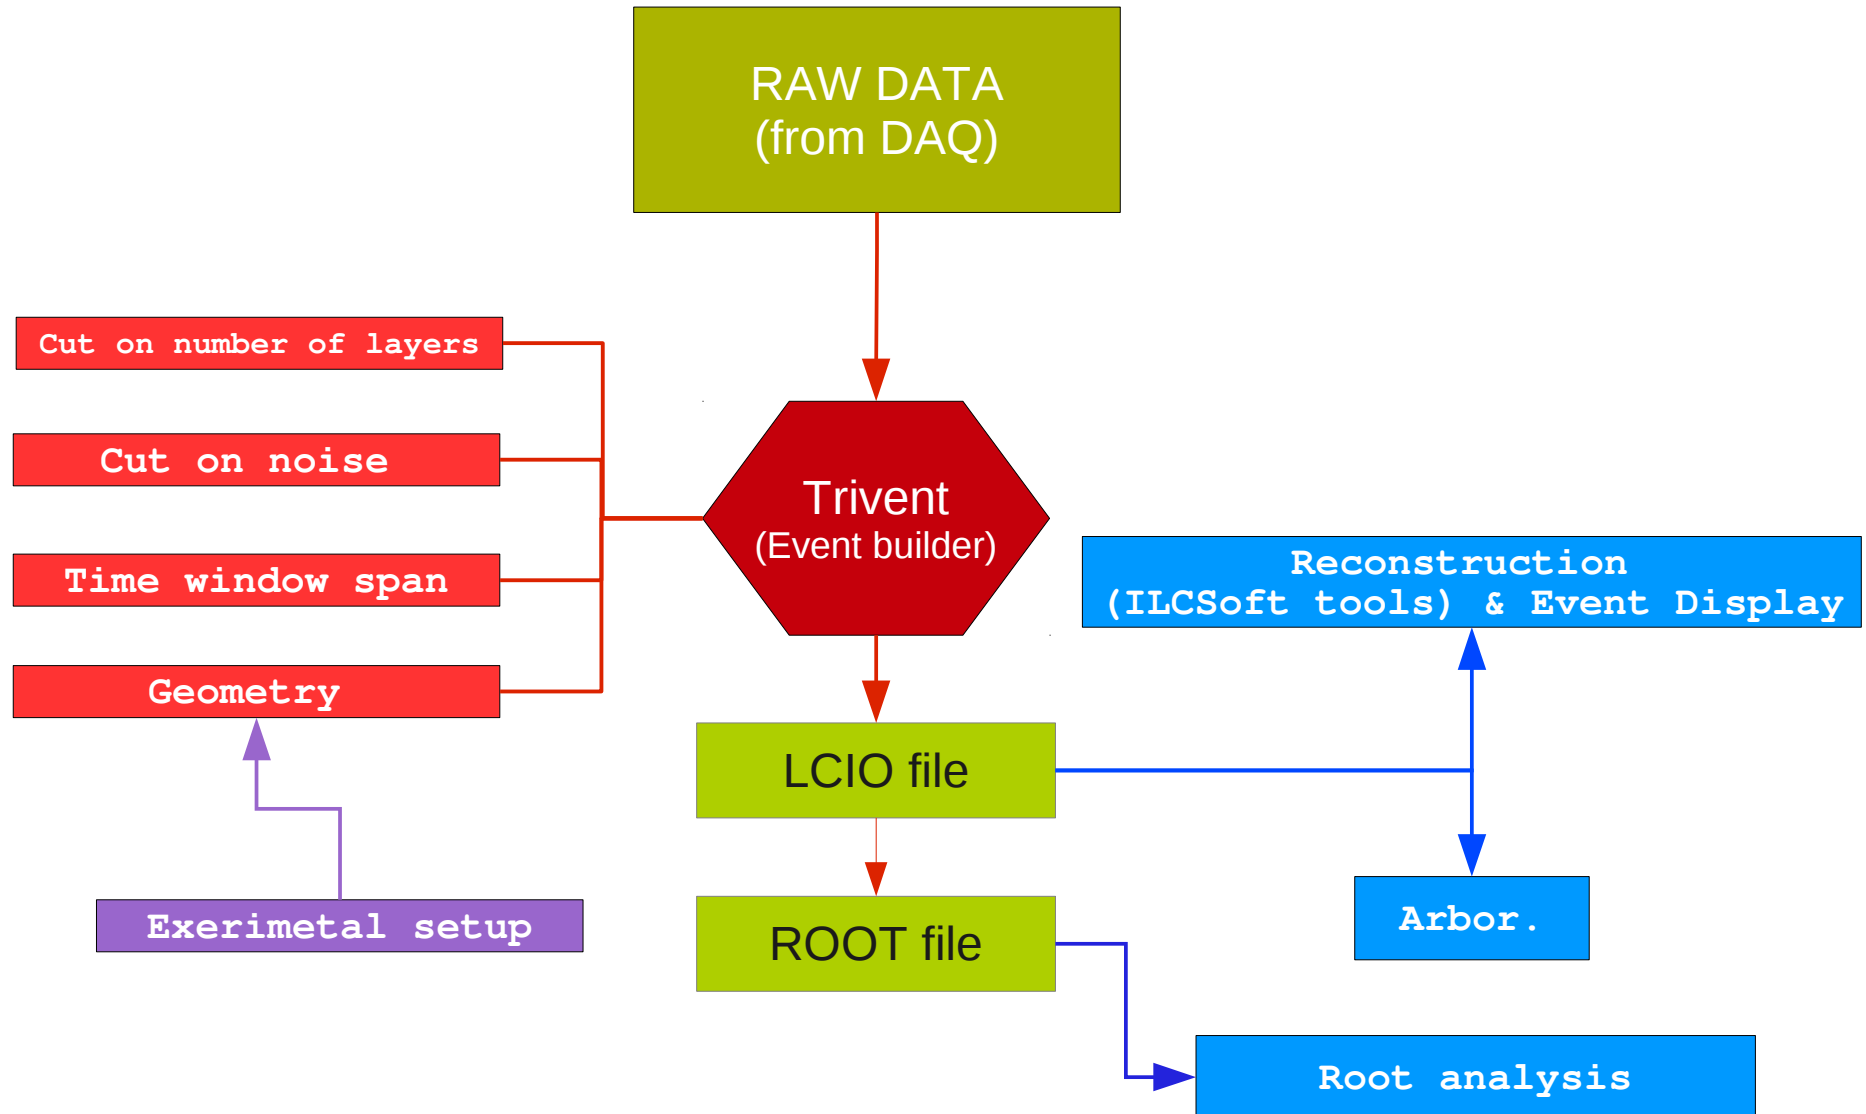 RAW DATA
(from DAQ)
Cut on number of layers
Cut on noise
Trivent
(Event builder)
Time window span
Reconstruction
(ILCSoft tools) & Event Display
Geometry
LCIO file
Exerimetal setup
ROOT file
Arbor.
Root analysis